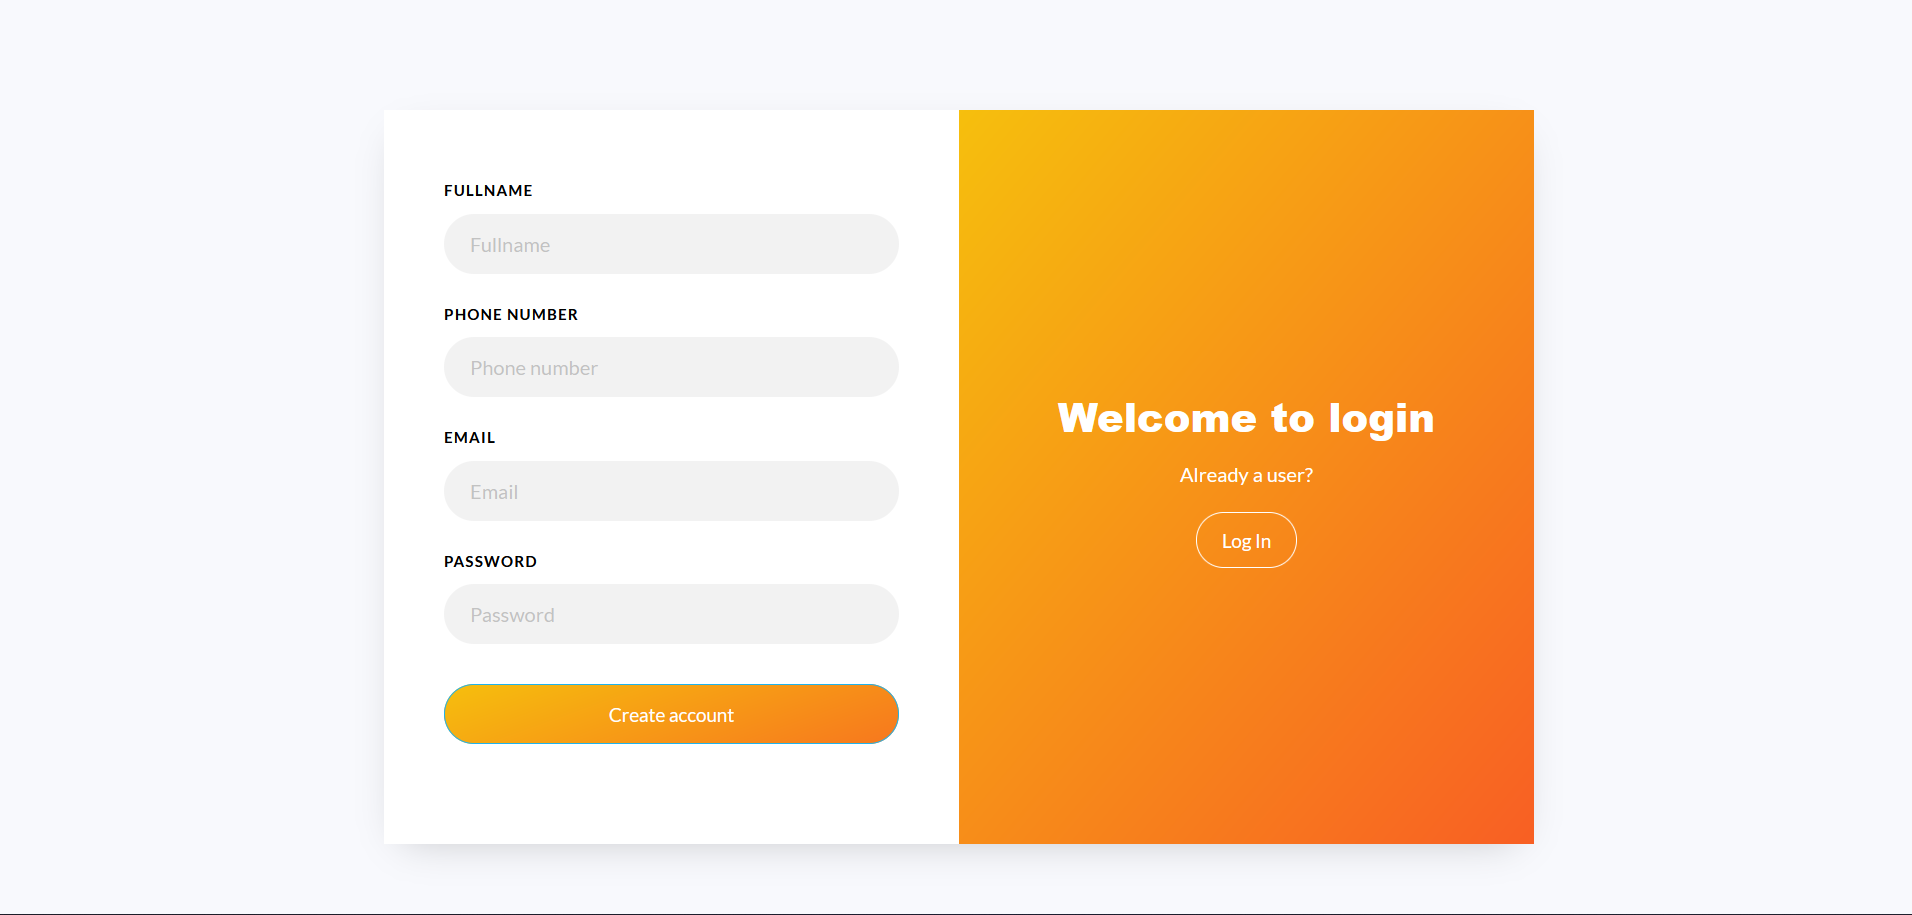 FULLNAME
Fullname
PHONE NUMBER
Phone number
EMAIL
Email
PASSWORD
Password
Create account
Welcome to login
Already a user?
Log In